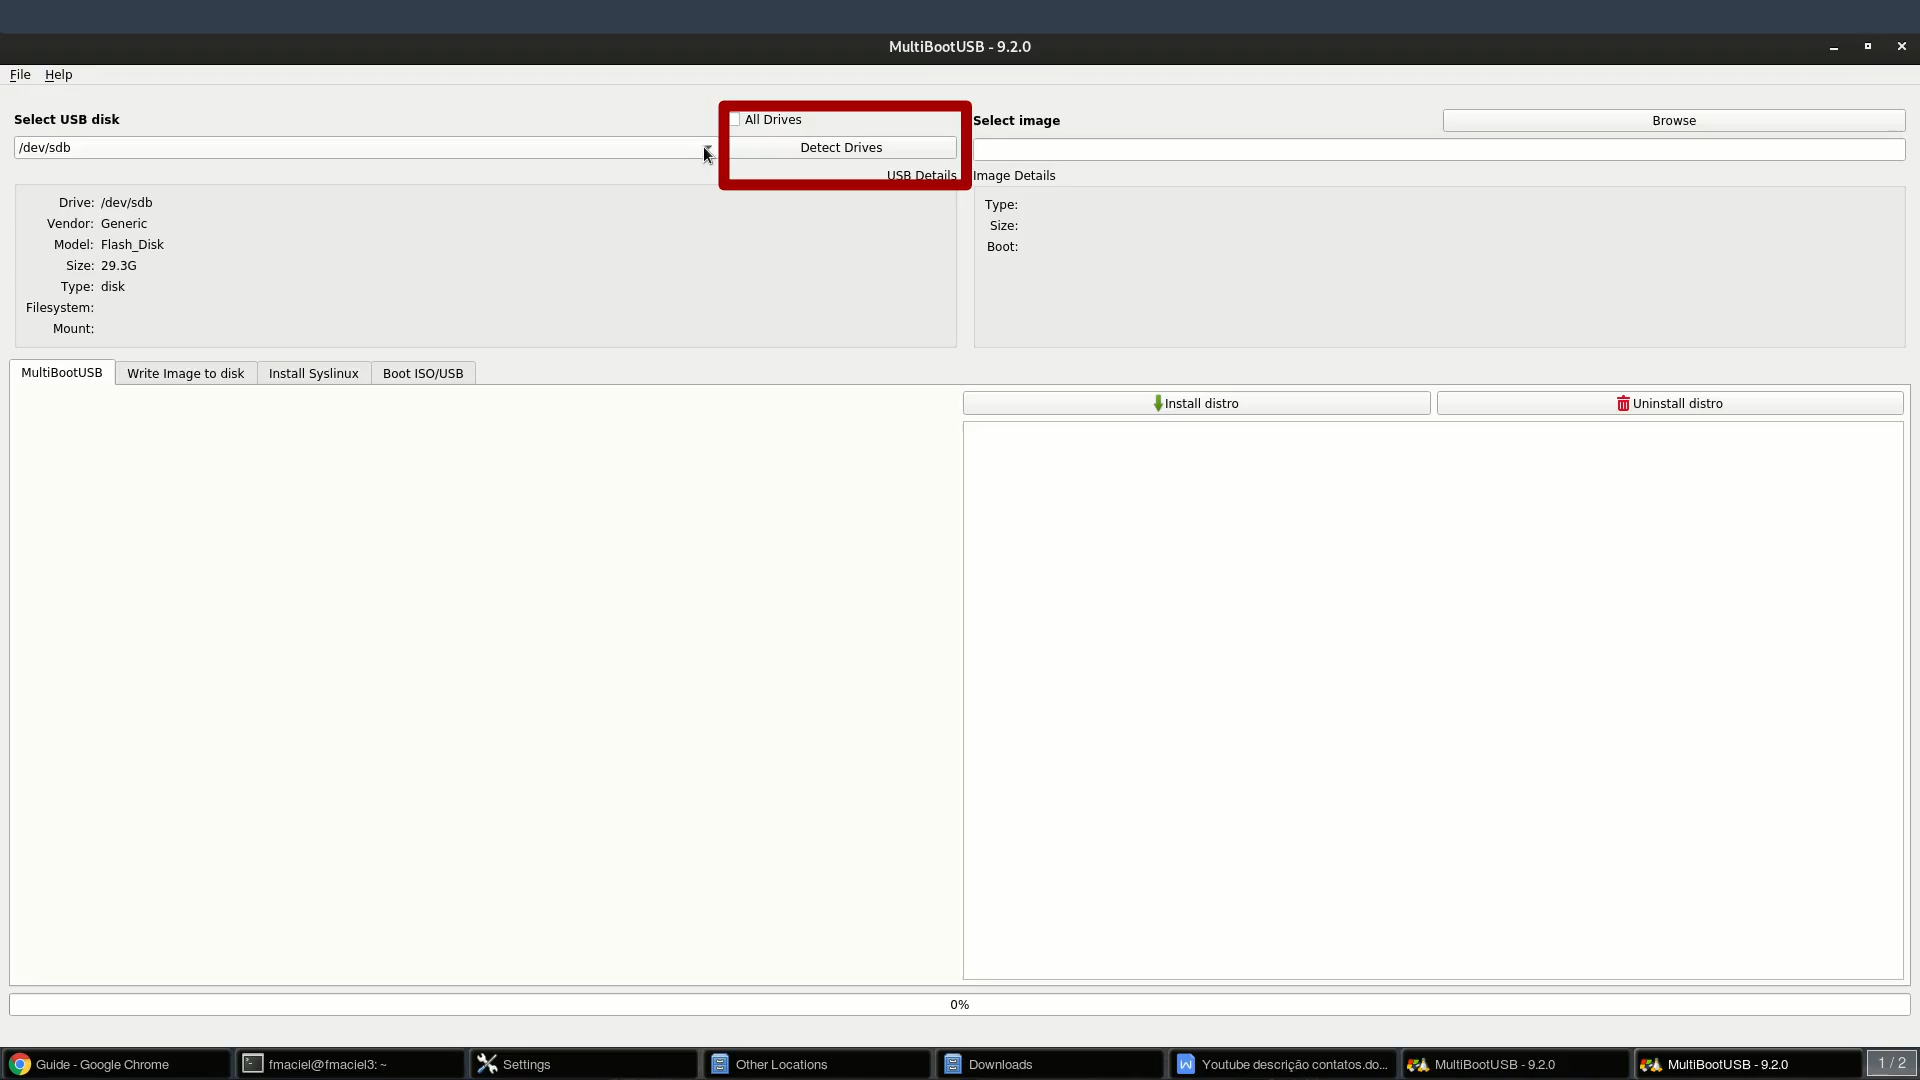 MultiBootUSB - 9.2.0
File Help
Select USB disk
All Drives
/dev/sdb
Detect Drives
USB Details
Drive: /dev/sdb
Vendor: Generic
Model: Flash_Disk
Size: 29.3G
Type: disk
Filesystem:
Mount:
Select image
Browse
Image Details
Type:
Size:
Boot:
MultiBootUSB Write Image to disk Install Syslinux Boot ISO/USB
Install distro Uninstall distro
0%
Guide - Google Chrome fmaciel@fmaciel3: ~ Settings Other Locations Downloads Youtube descrição contatos.do... MultiBootUSB - 9.2.0 MultiBootUSB - 9.2.0 1 / 2